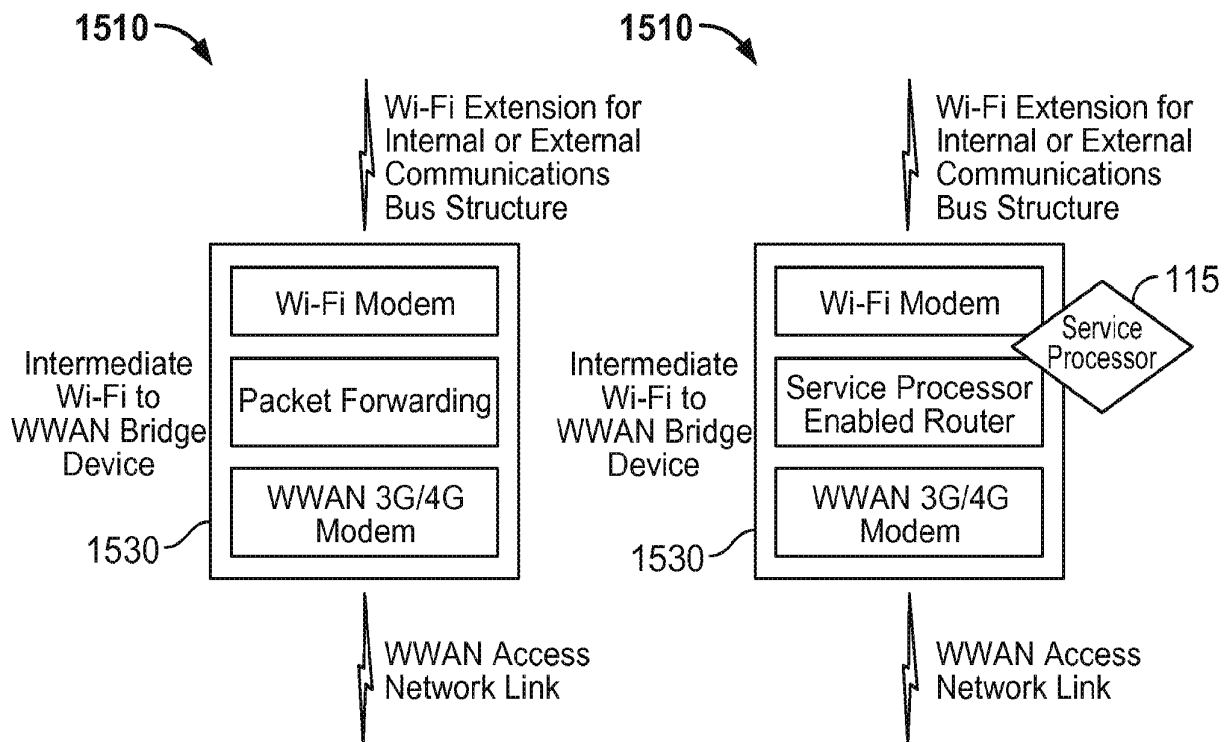 1510
Wi-Fi Extension for
Internal or External
Communications
Bus Structure
Wi-Fi Modem
Intermediate
Wi-Fi to
WWAN Bridge
Device
Packet Forwarding
WWAN 3G/4G
Modem
1530
WWAN Access
Network Link
1510
Wi-Fi Extension for
Internal or External
Communications
Bus Structure
Wi-Fi Modem
115
Service
Processor
Intermediate
Wi-Fi to
WWAN Bridge
Device
Service Processor
Enabled Router
WWAN 3G/4G
Modem
1530
WWAN Access
Network Link